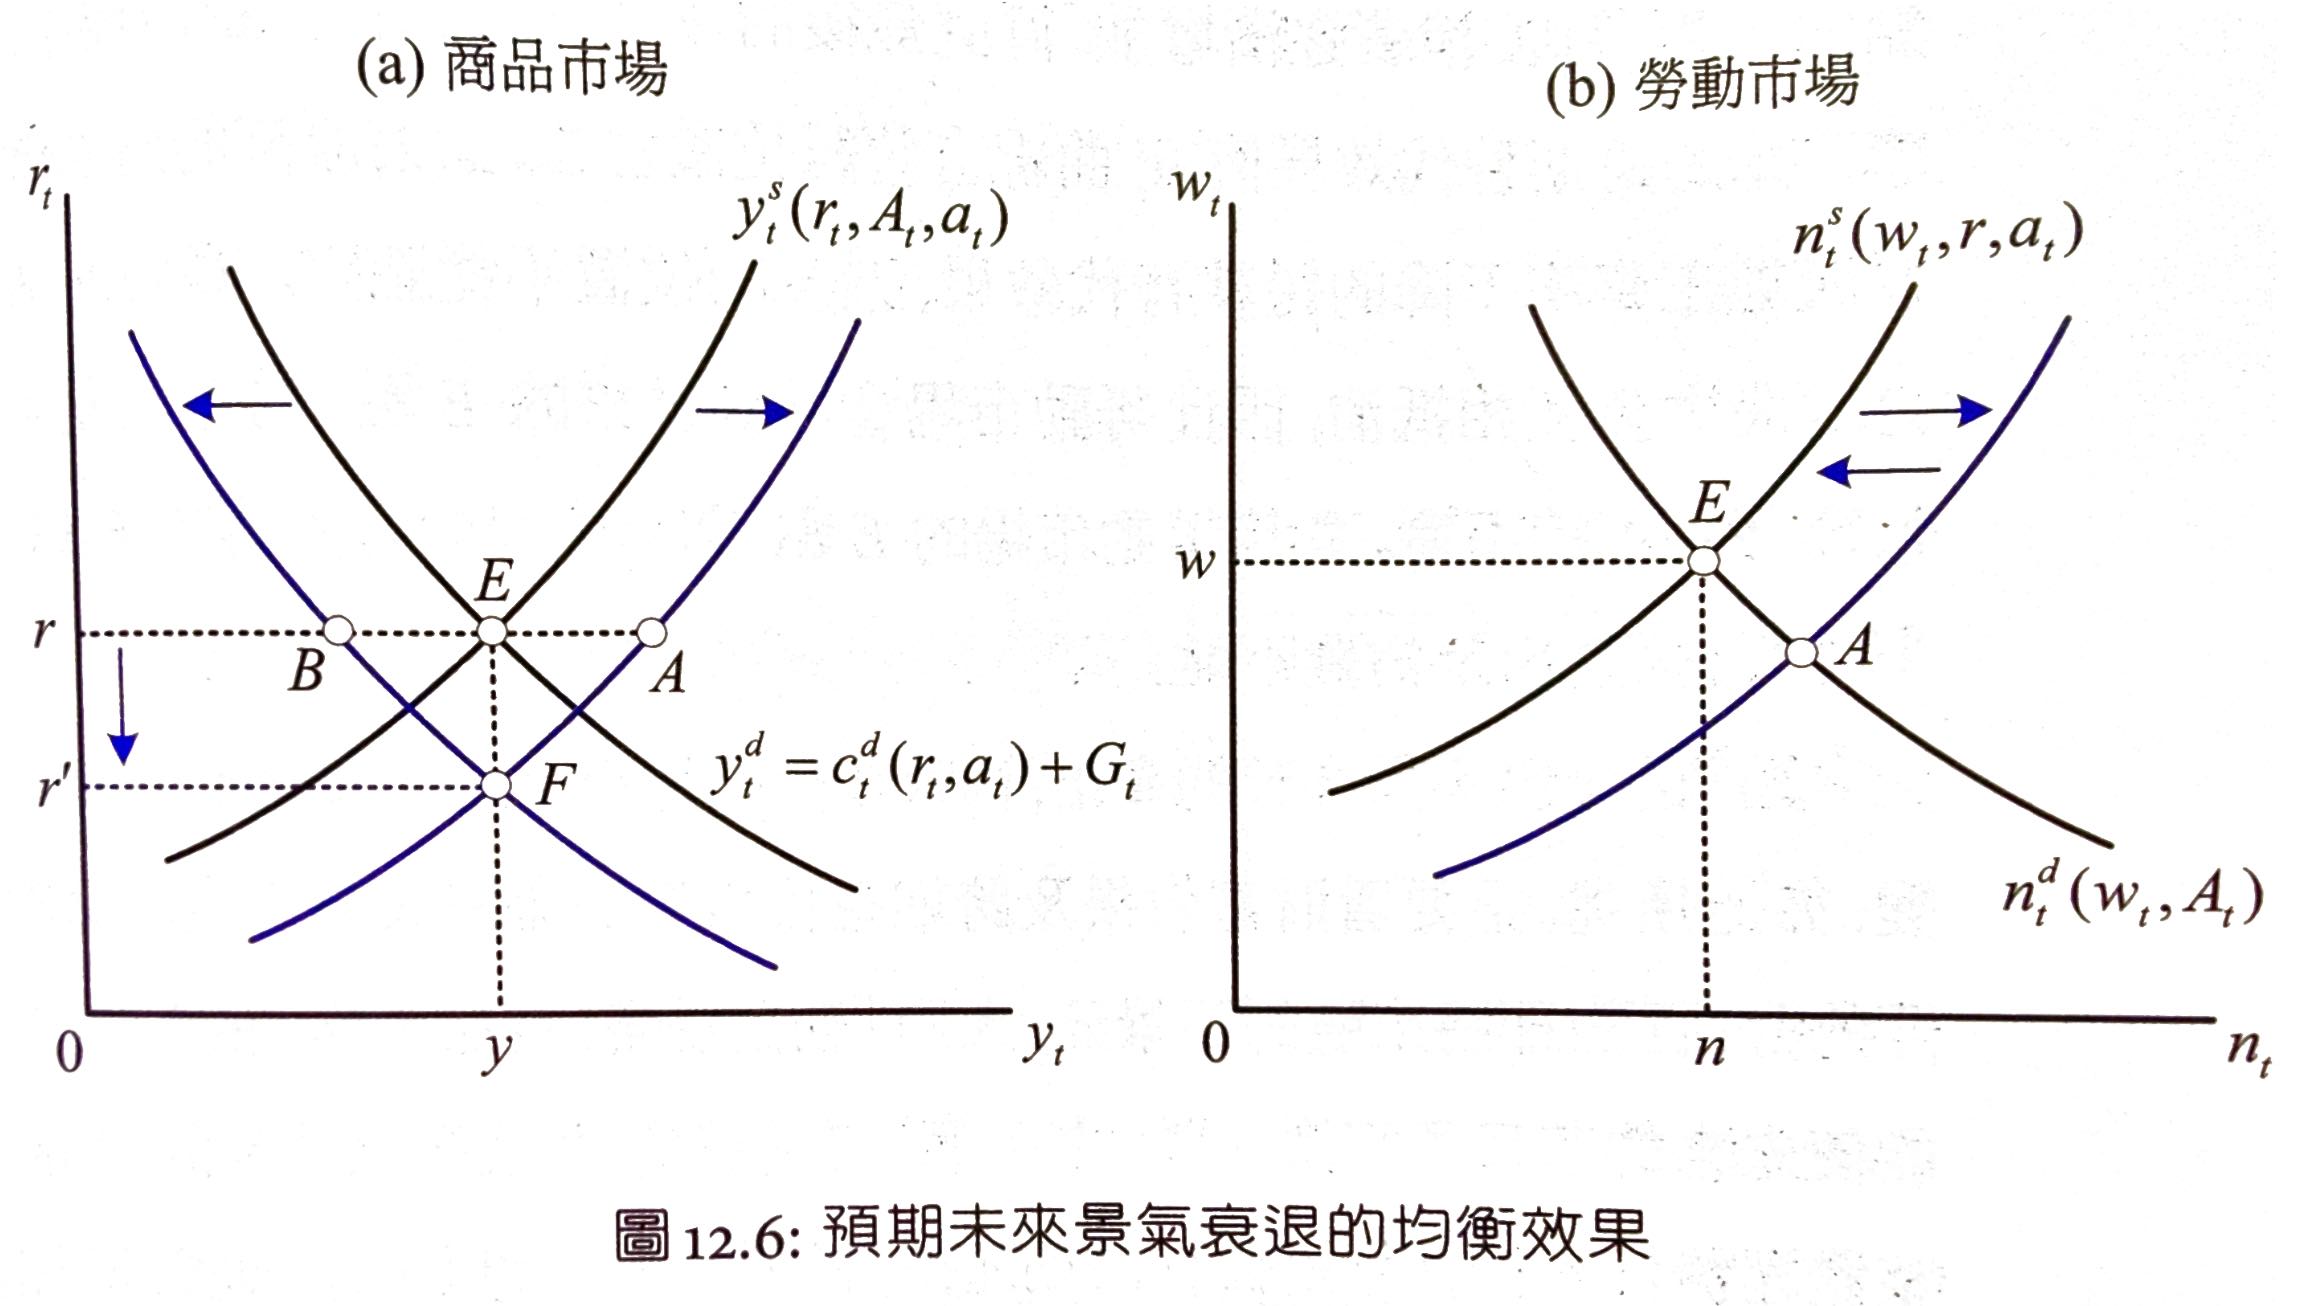 (a) 商品市場
(b) 勞動市場
r_t
y_t^s(r_t, A_t, a_t)
w_t
n_t^s(w_t, r, a_t)
E
w
E
r
B
A
A
y_t^d = c_t^d(r_t, a_t) + G_t
r'
F
n_t^d(w_t, A_t)
0
y
y_t
0
n
n_t
圖 12.6: 預期未來景氣衰退的均衡效果